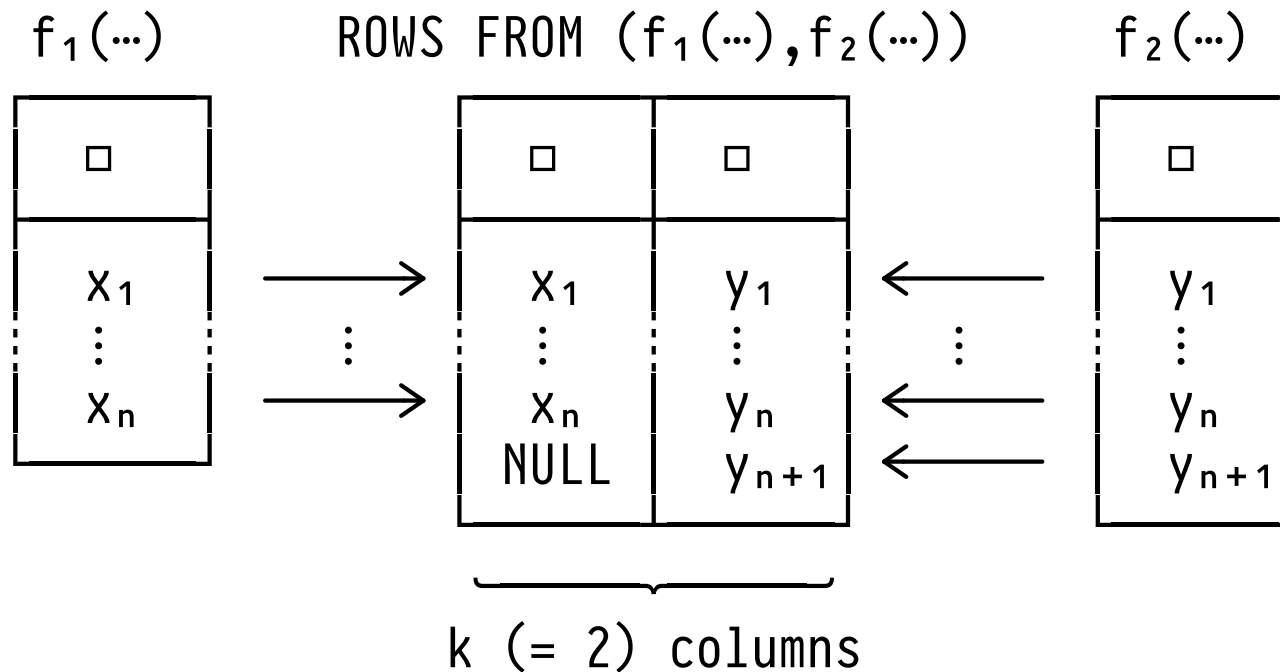 f₁(⋯) ROWS FROM (f₁(⋯),f₂(⋯)) f₂(⋯)
□ □ □ □
x₁ x₁ y₁ y₁
⋮ ⋮ ⋮ ⋮ ⋮ ⋮
xₙ xₙ yₙ yₙ
NULL yₙ₊₁ yₙ₊₁
k (= 2) columns